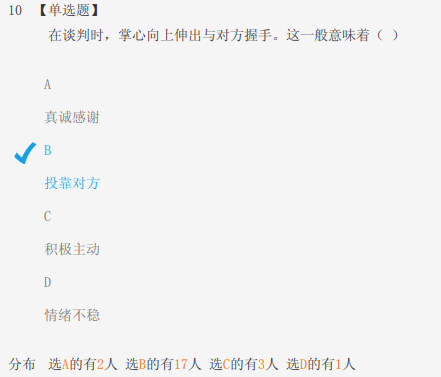 10 【单选题】
在谈判时，掌心向上伸出与对方握手。这一般意味着（ ）
A
真诚感谢
B
投靠对方
C
积极主动
D
情绪不稳
分布 选A的有2人 选B的有17人 选C的有3人 选D的有1人